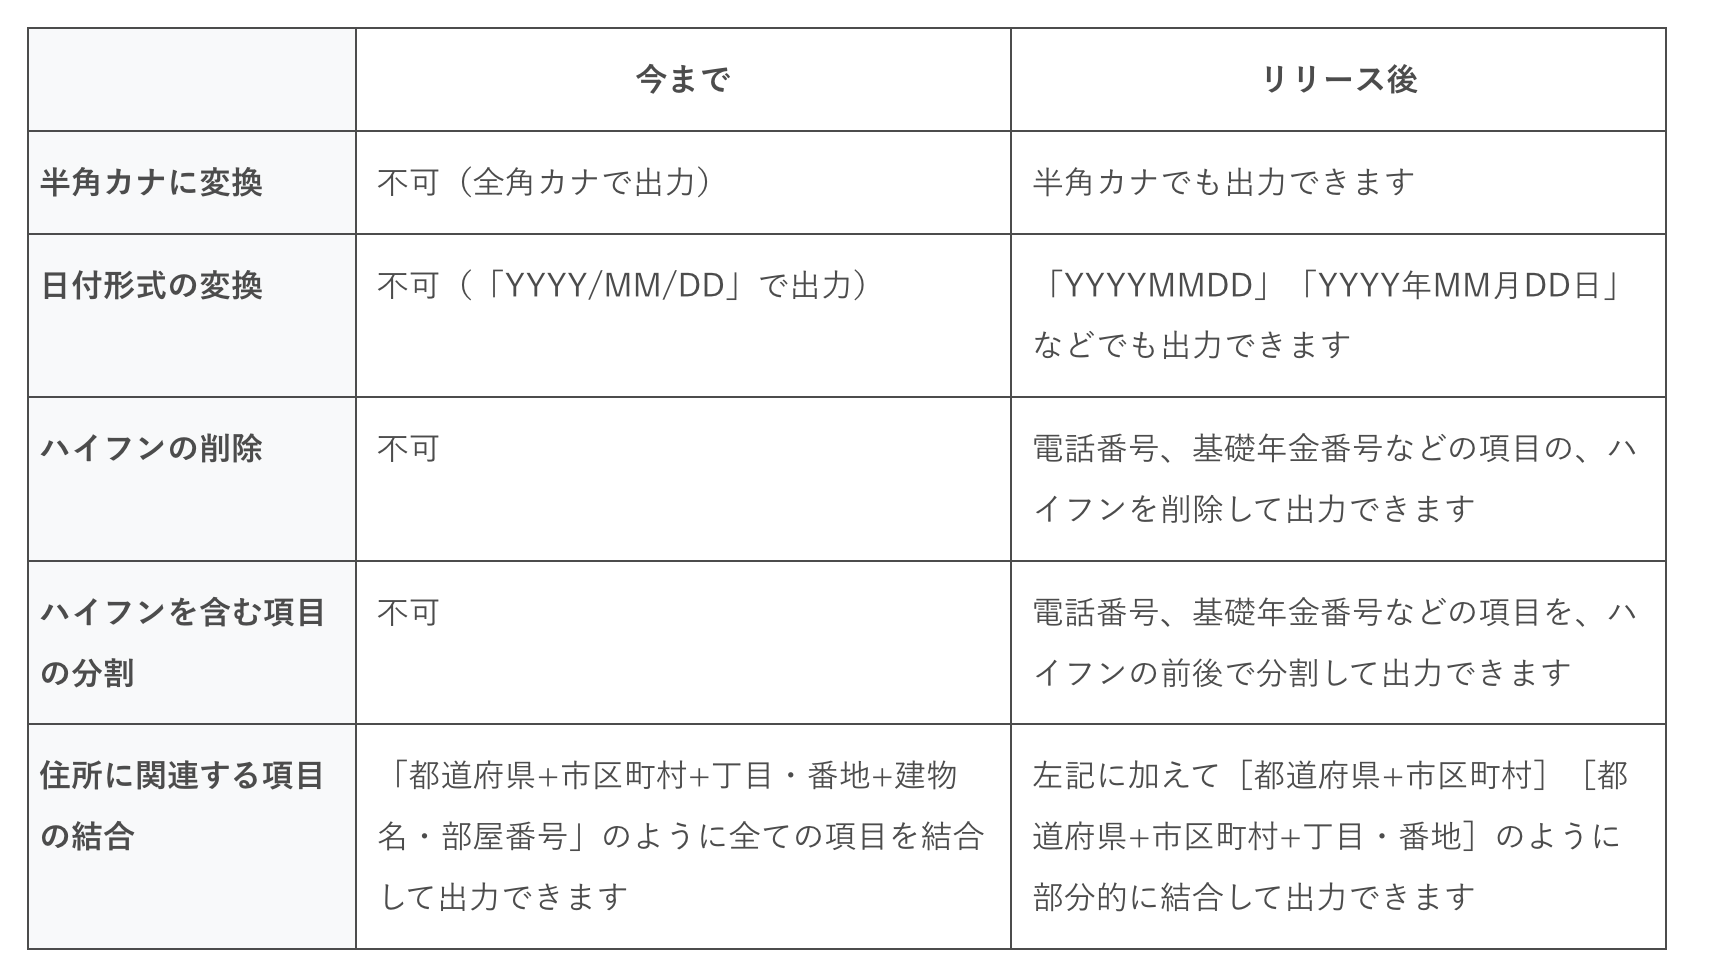 今まで
リリース後
半角カナに変換
不可（全角カナで出力）
半角カナでも出力できます
日付形式の変換
不可（「YYYY/MM/DD」で出力）
「YYYYMMDD」「YYYY年MM月DD日」
などでも出力できます
ハイフンの削除
不可
電話番号、基礎年金番号などの項目の、ハ
イフンを削除して出力できます
ハイフンを含む項目
の分割
不可
電話番号、基礎年金番号などの項目を、ハ
イフンの前後で分割して出力できます
住所に関連する項目
の結合
「都道府県+市区町村+丁目・番地+建物
名・部屋番号」のように全ての項目を結合
して出力できます
左記に加えて［都道府県+市区町村］［都
道府県+市区町村+丁目・番地］のように
部分的に結合して出力できます